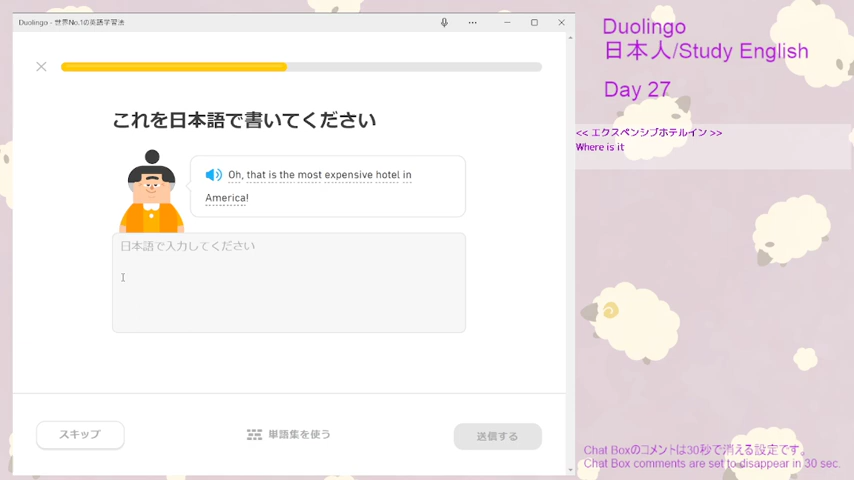 Duolingo - 世界No.1の英語学習法
これを日本語で書いてください
Oh, that is the most expensive hotel in
America!
日本語で入力してください
スキップ
単語集を使う
送信する
Duolingo
日本人/Study English
Day 27
<< エクスペンシブホテルイン >>
Where is it
Chat Boxのコメントは30秒で消える設定です。
Chat Box comments are set to disappear in 30 sec.